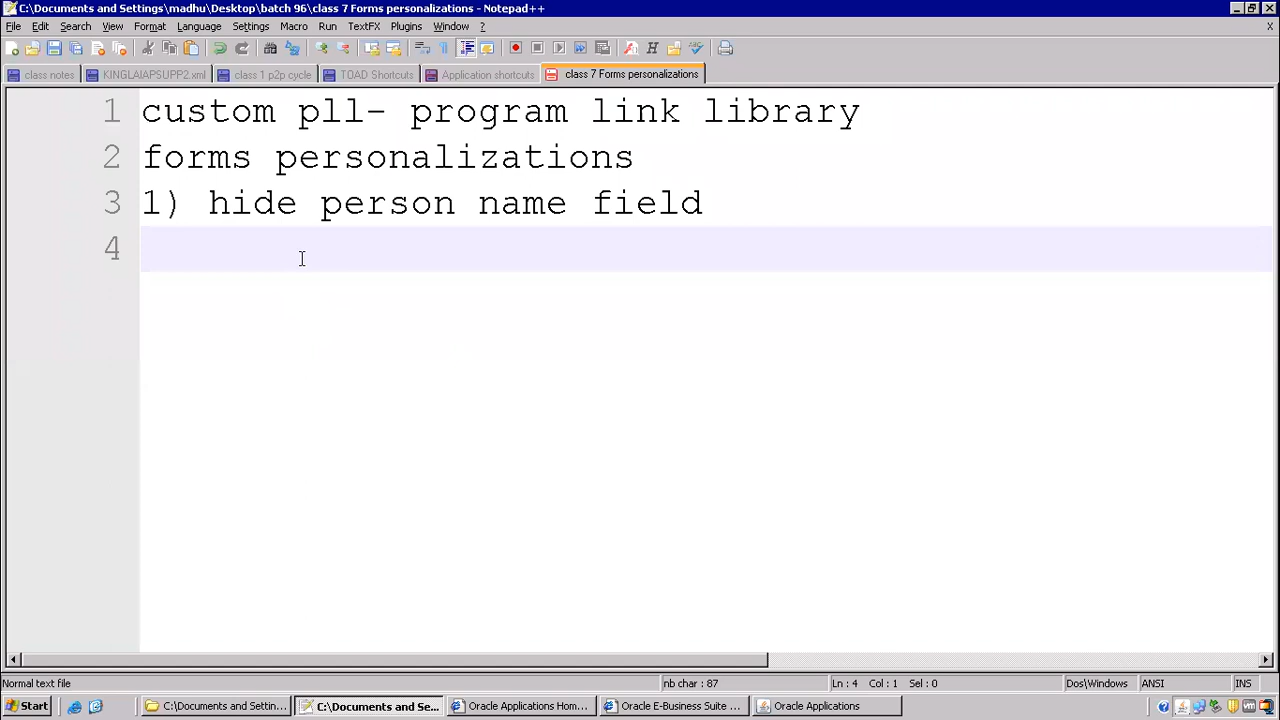 C:\Documents and Settings\madhu\Desktop\batch 96\class 7 Forms personalizations - Notepad++
File Edit Search View Format Language Settings Macro Run TextFX Plugins Window ?
class notes KINGLAIAPSUPP2.xml class 1 p2p cycle TOAD Shortcuts Application shortcuts class 7 Forms personalizations
1 custom pll- program link library
2 forms personalizations
3 1) hide person name field
4
Normal text file nb char : 87 Ln : 4 Col : 1 Sel : 0 Dos\Windows ANSI INS
Start C:\Documents and Settin... C:\Documents and Se... Oracle Applications Hom... Oracle E-Business Suite ... Oracle Applications